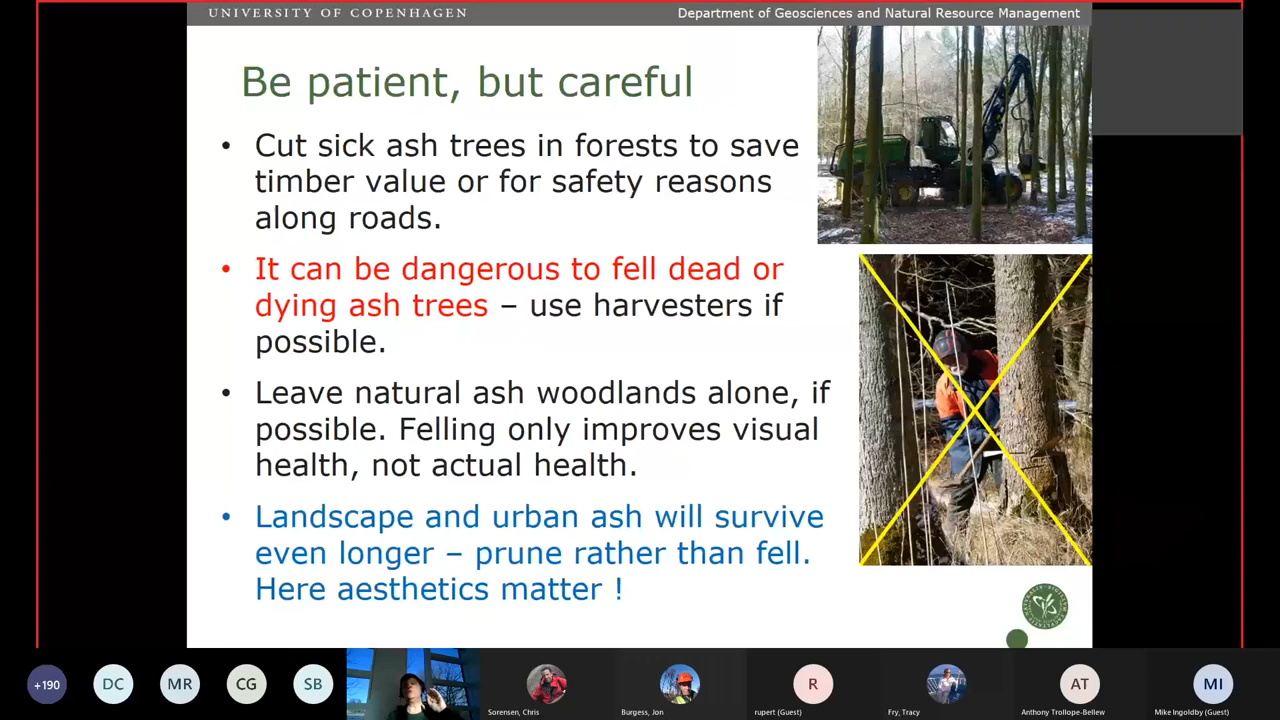 UNIVERSITY OF COPENHAGEN
Department of Geosciences and Natural Resource Management
Be patient, but careful
• Cut sick ash trees in forests to save
timber value or for safety reasons
along roads.
• It can be dangerous to fell dead or
dying ash trees – use harvesters if
possible.
• Leave natural ash woodlands alone, if
possible. Felling only improves visual
health, not actual health.
• Landscape and urban ash will survive
even longer – prune rather than fell.
Here aesthetics matter !
+190
DC
MR
CG
SB
R
AT
MI
Sorensen, Chris
Burgess, Jon
rupert (Guest)
Fry, Tracy
Anthony Trollope-Bellew
Mike Ingoldby (Guest)